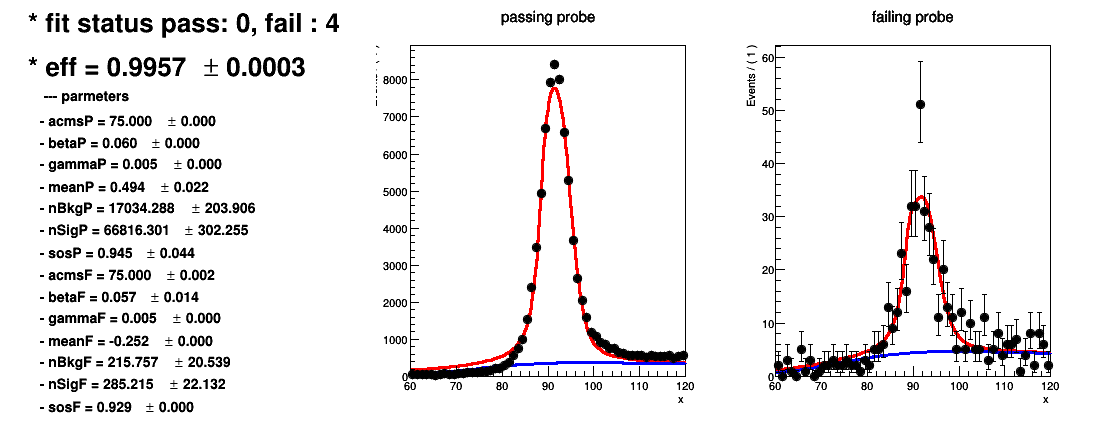 * fit status pass: 0, fail : 4
* eff = 0.9957 ± 0.0003
--- parmeters
- acmsP = 75.000 ± 0.000
- betaP = 0.060 ± 0.000
- gammaP = 0.005 ± 0.000
- meanP = 0.494 ± 0.022
- nBkgP = 17034.288 ± 203.906
- nSigP = 66816.301 ± 302.255
- sosP = 0.945 ± 0.044
- acmsF = 75.000 ± 0.002
- betaF = 0.057 ± 0.014
- gammaF = 0.005 ± 0.000
- meanF = -0.252 ± 0.000
- nBkgF = 215.757 ± 20.539
- nSigF = 285.215 ± 22.132
- sosF = 0.929 ± 0.000
passing probe
8000
7000
6000
5000
4000
3000
2000
1000
0
60 70 80 90 100 110 120
x
failing probe
Events / ( 1 )
60
50
40
30
20
10
0
60 70 80 90 100 110 120
x